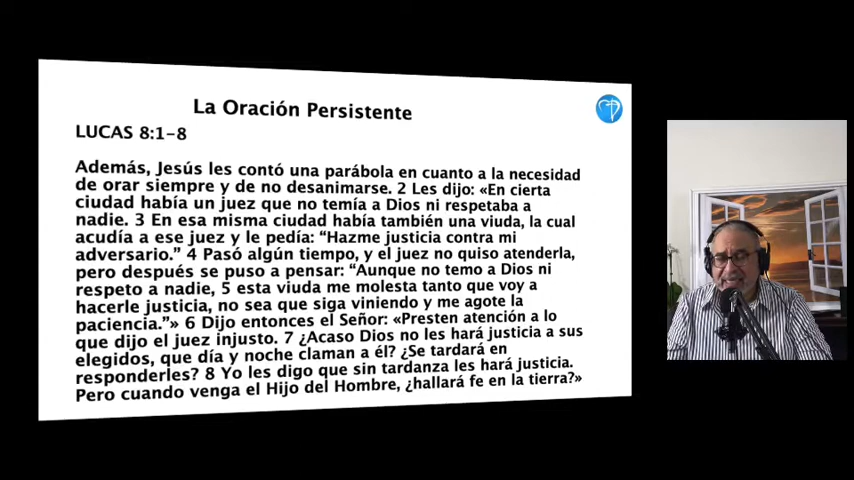 La Oración Persistente
LUCAS 8:1-8
Además, Jesús les contó una parábola en cuanto a la necesidad
de orar siempre y de no desanimarse. 2 Les dijo: «En cierta
ciudad había un juez que no temía a Dios ni respetaba a
nadie. 3 En esa misma ciudad había también una viuda, la cual
acudía a ese juez y le pedía: “Hazme justicia contra mi
adversario.” 4 Pasó algún tiempo, y el juez no quiso atenderla,
pero después se puso a pensar: “Aunque no temo a Dios ni
respeto a nadie, 5 esta viuda me molesta tanto que voy a
hacerle justicia, no sea que siga viniendo y me agote la
paciencia.”» 6 Dijo entonces el Señor: «Presten atención a lo
que dijo el juez injusto. 7 ¿Acaso Dios no les hará justicia a sus
elegidos, que día y noche claman a él? ¿Se tardará en
responderles? 8 Yo les digo que sin tardanza les hará justicia.
Pero cuando venga el Hijo del Hombre, ¿hallará fe en la tierra?»